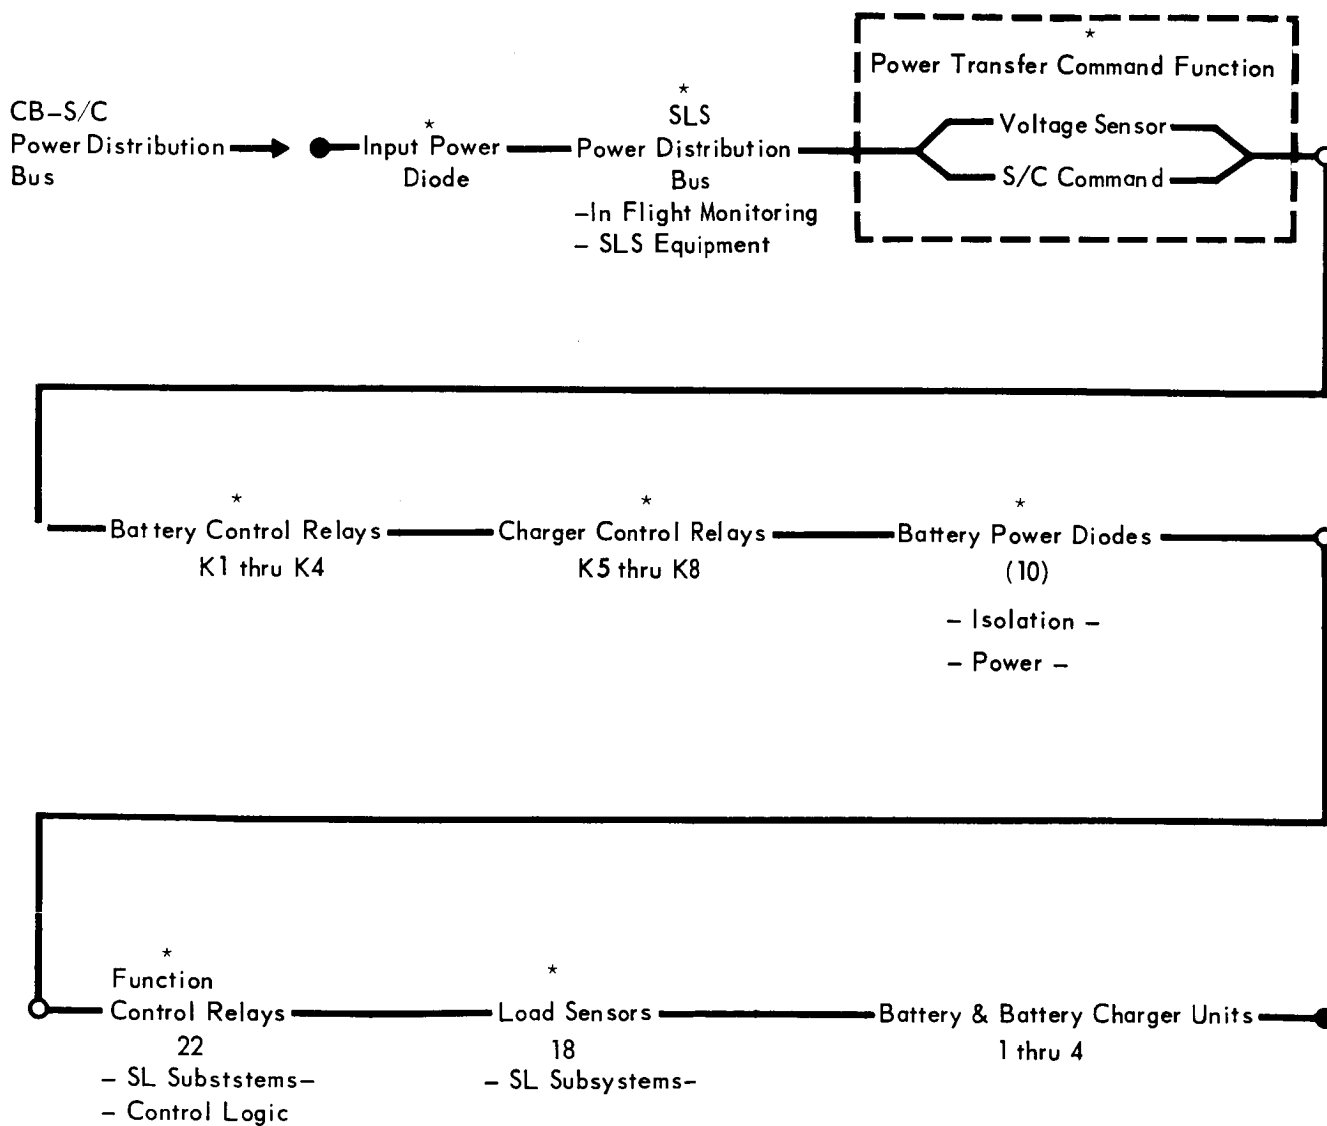 CB-S/C
Power Distribution
Bus
*
Input Power
Diode
*
SLS
Power Distribution
Bus
-In Flight Monitoring
- SLS Equipment
*
Power Transfer Command Function
Voltage Sensor
S/C Command
*
Battery Control Relays
K1 thru K4
*
Charger Control Relays
K5 thru K8
*
Battery Power Diodes
(10)
- Isolation -
- Power -
*
Function
Control Relays
22
- SL Subststems-
- Control Logic
*
Load Sensors
18
- SL Subsystems-
Battery & Battery Charger Units
1 thru 4